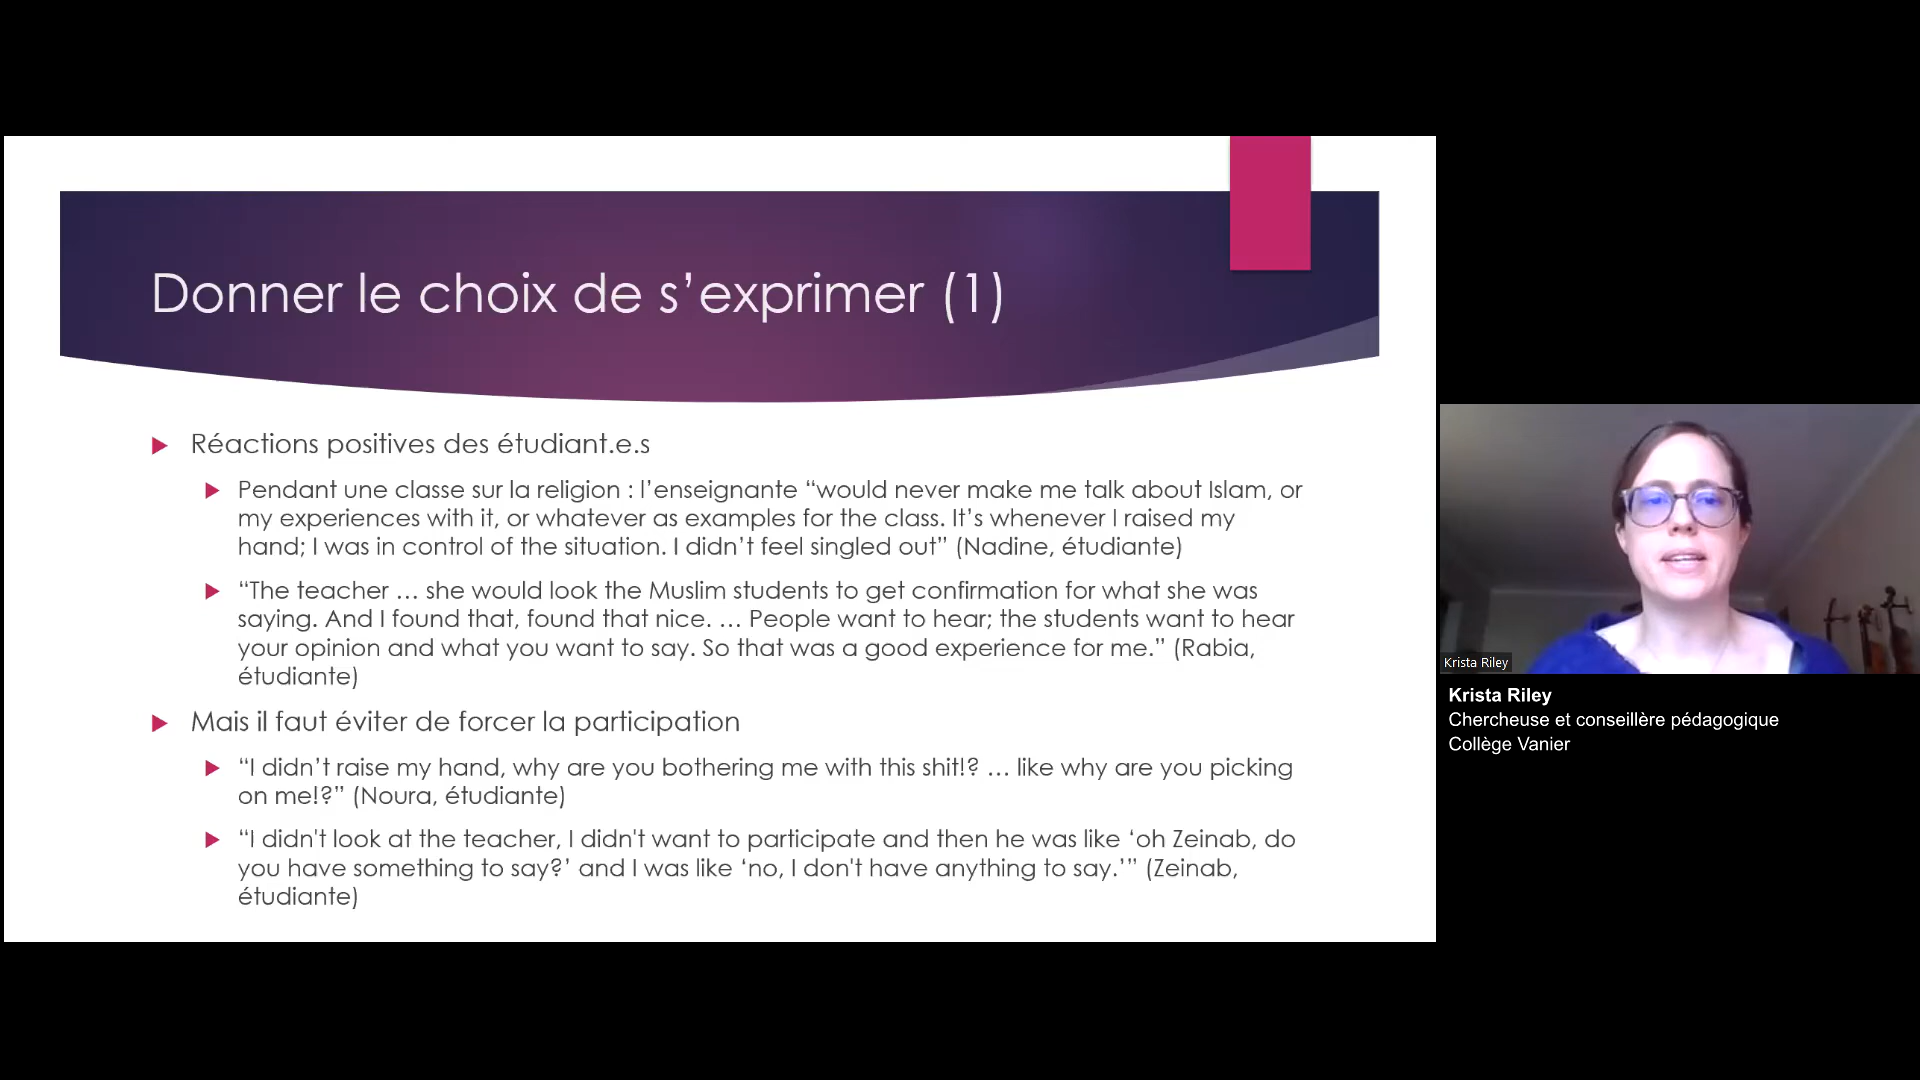 Donner le choix de s’exprimer (1)
Réactions positives des étudiant.e.s
Pendant une classe sur la religion : l’enseignante “would never make me talk about Islam, or
my experiences with it, or whatever as examples for the class. It’s whenever I raised my
hand; I was in control of the situation. I didn’t feel singled out” (Nadine, étudiante)
“The teacher … she would look the Muslim students to get confirmation for what she was
saying. And I found that, found that nice. … People want to hear; the students want to hear
your opinion and what you want to say. So that was a good experience for me.” (Rabia,
étudiante)
Mais il faut éviter de forcer la participation
“I didn’t raise my hand, why are you bothering me with this shit!? … like why are you picking
on me!?” (Noura, étudiante)
“I didn't look at the teacher, I didn't want to participate and then he was like ‘oh Zeinab, do
you have something to say?’ and I was like ‘no, I don't have anything to say.’” (Zeinab,
étudiante)
Krista Riley
Krista Riley
Chercheuse et conseillère pédagogique
Collège Vanier